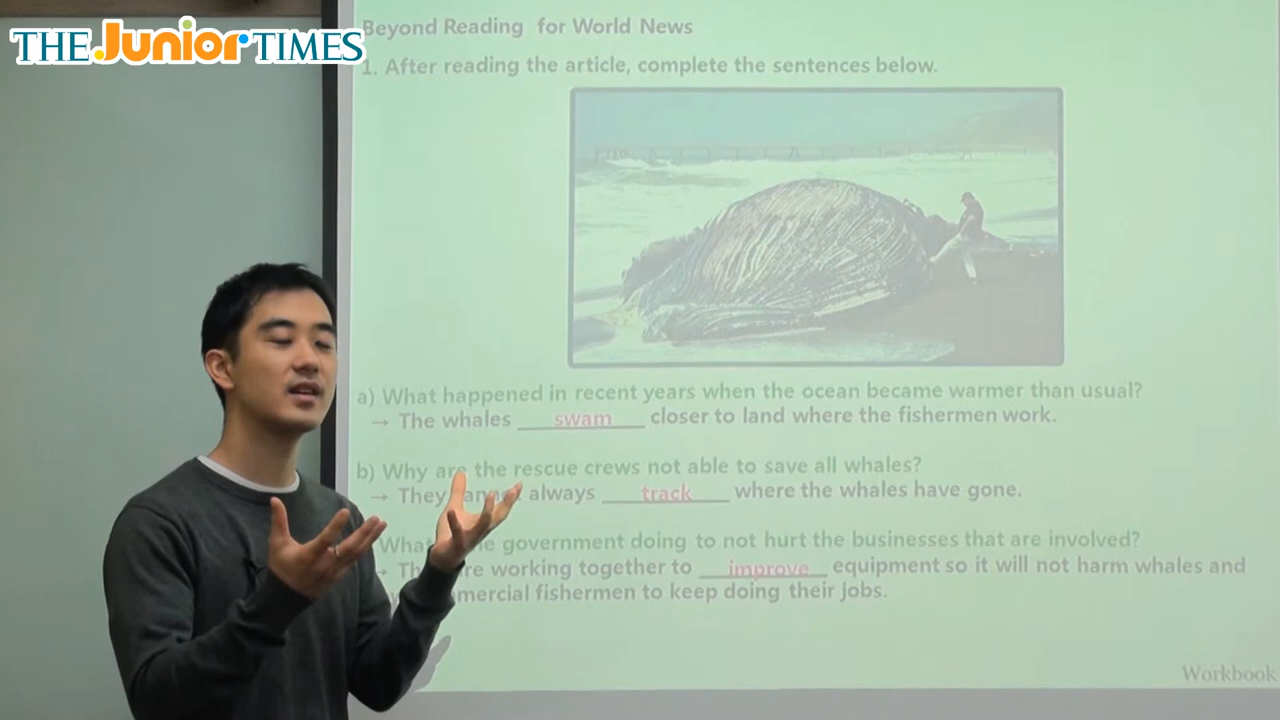 THE Junior TIMES
Beyond Reading for World News
1. After reading the article, complete the sentences below.
a) What happened in recent years when the ocean became warmer than usual?
→ The whales swam closer to land where the fishermen work.
b) Why are the rescue crews not able to save all whales?
→ They always track where the whales have gone.
What government doing to not hurt the businesses that are involved?
working together to improve equipment so it will not harm whales and
fishermen to keep doing their jobs.
Workbook